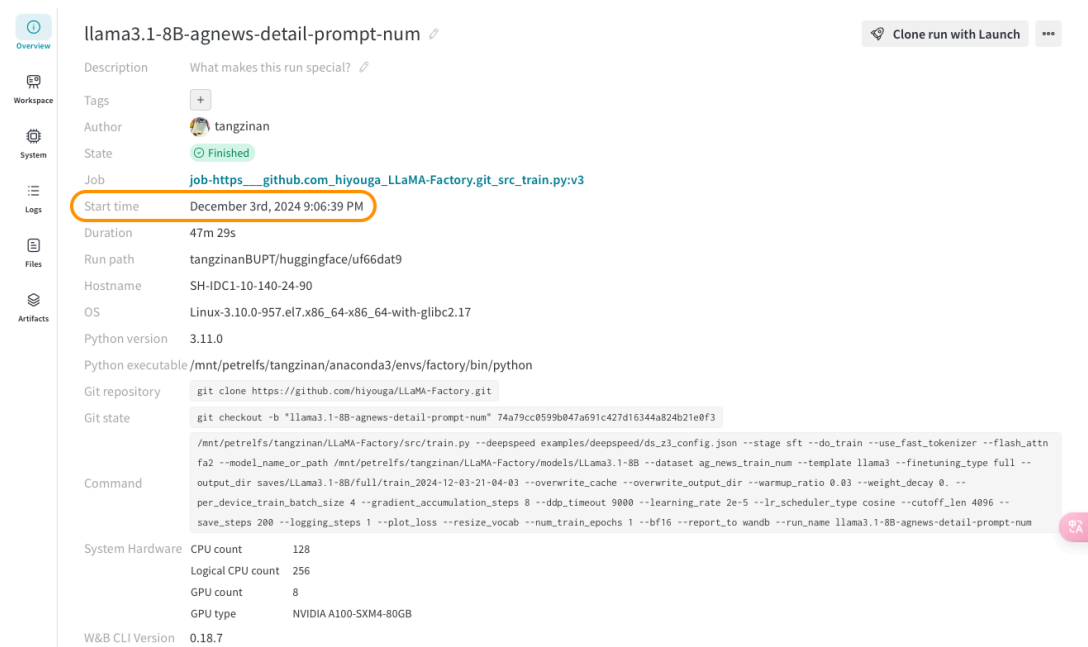 llama3.1-8B-agnews-detail-prompt-num
Clone run with Launch
Overview
Description What makes this run special?
Workspace
Tags +
Author tangzinan
System
State Finished
Job job-https___github.com_hiyouga_LLaMA-Factory.git_src_train.py:v3
Logs
Start time December 3rd, 2024 9:06:39 PM
Duration 47m 29s
Files
Run path tangzinanBUPT/huggingface/uf66dat9
Hostname SH-IDC1-10-140-24-90
Artifacts
OS Linux-3.10.0-957.el7.x86_64-x86_64-with-glibc2.17
Python version 3.11.0
Python executable /mnt/petrelfs/tangzinan/anaconda3/envs/factory/bin/python
Git repository git clone https://github.com/hiyouga/LLaMA-Factory.git
Git state git checkout -b "llama3.1-8B-agnews-detail-prompt-num" 74a79cc0599b047a691c427d16344a824b21e0f3
Command
/mnt/petrelfs/tangzinan/LLaMA-Factory/src/train.py --deepspeed examples/deepspeed/ds_z3_config.json --stage sft --do_train --use_fast_tokenizer --flash_attn
fa2 --model_name_or_path /mnt/petrelfs/tangzinan/LLaMA-Factory/models/LLama3.1-8B --dataset ag_news_train_num --template llama3 --finetuning_type full --
output_dir saves/LLama3.1-8B/full/train_2024-12-03-21-04-03 --overwrite_cache --overwrite_output_dir --warmup_ratio 0.03 --weight_decay 0. --
per_device_train_batch_size 4 --gradient_accumulation_steps 8 --ddp_timeout 9000 --learning_rate 2e-5 --lr_scheduler_type cosine --cutoff_len 4096 --
save_steps 200 --logging_steps 1 --plot_loss --resize_vocab --num_train_epochs 1 --bf16 --report_to wandb --run_name llama3.1-8B-agnews-detail-prompt-num
System Hardware CPU count 128
Logical CPU count 256
GPU count 8
GPU type NVIDIA A100-SXM4-80GB
W&B CLI Version 0.18.7
中A